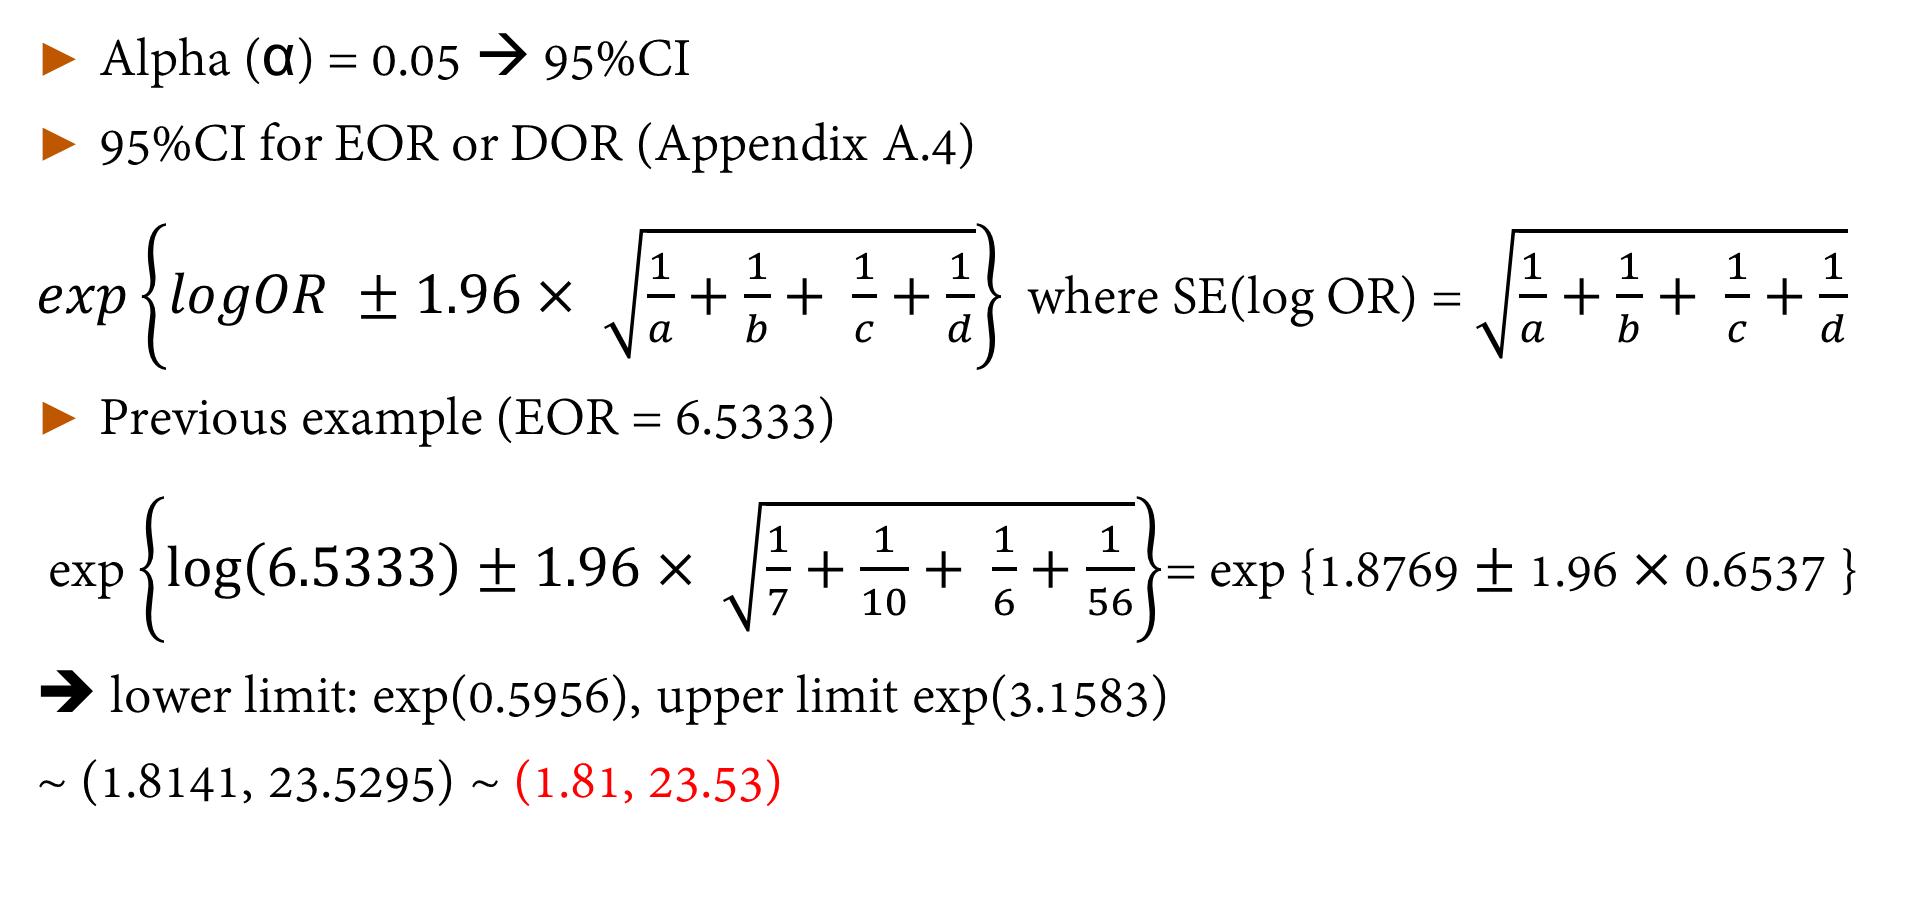 ► Alpha (α) = 0.05 → 95%CI
► 95%CI for EOR or DOR (Appendix A.4)
exp {logOR ± 1.96 × √(1/a + 1/b + 1/c + 1/d)} where SE(log OR) = √(1/a + 1/b + 1/c + 1/d)
► Previous example (EOR = 6.5333)
exp {log(6.5333) ± 1.96 × √(1/7 + 1/10 + 1/6 + 1/56)} = exp {1.8769 ± 1.96 × 0.6537 }
➔ lower limit: exp(0.5956), upper limit exp(3.1583)
~ (1.8141, 23.5295) ~ (1.81, 23.53)